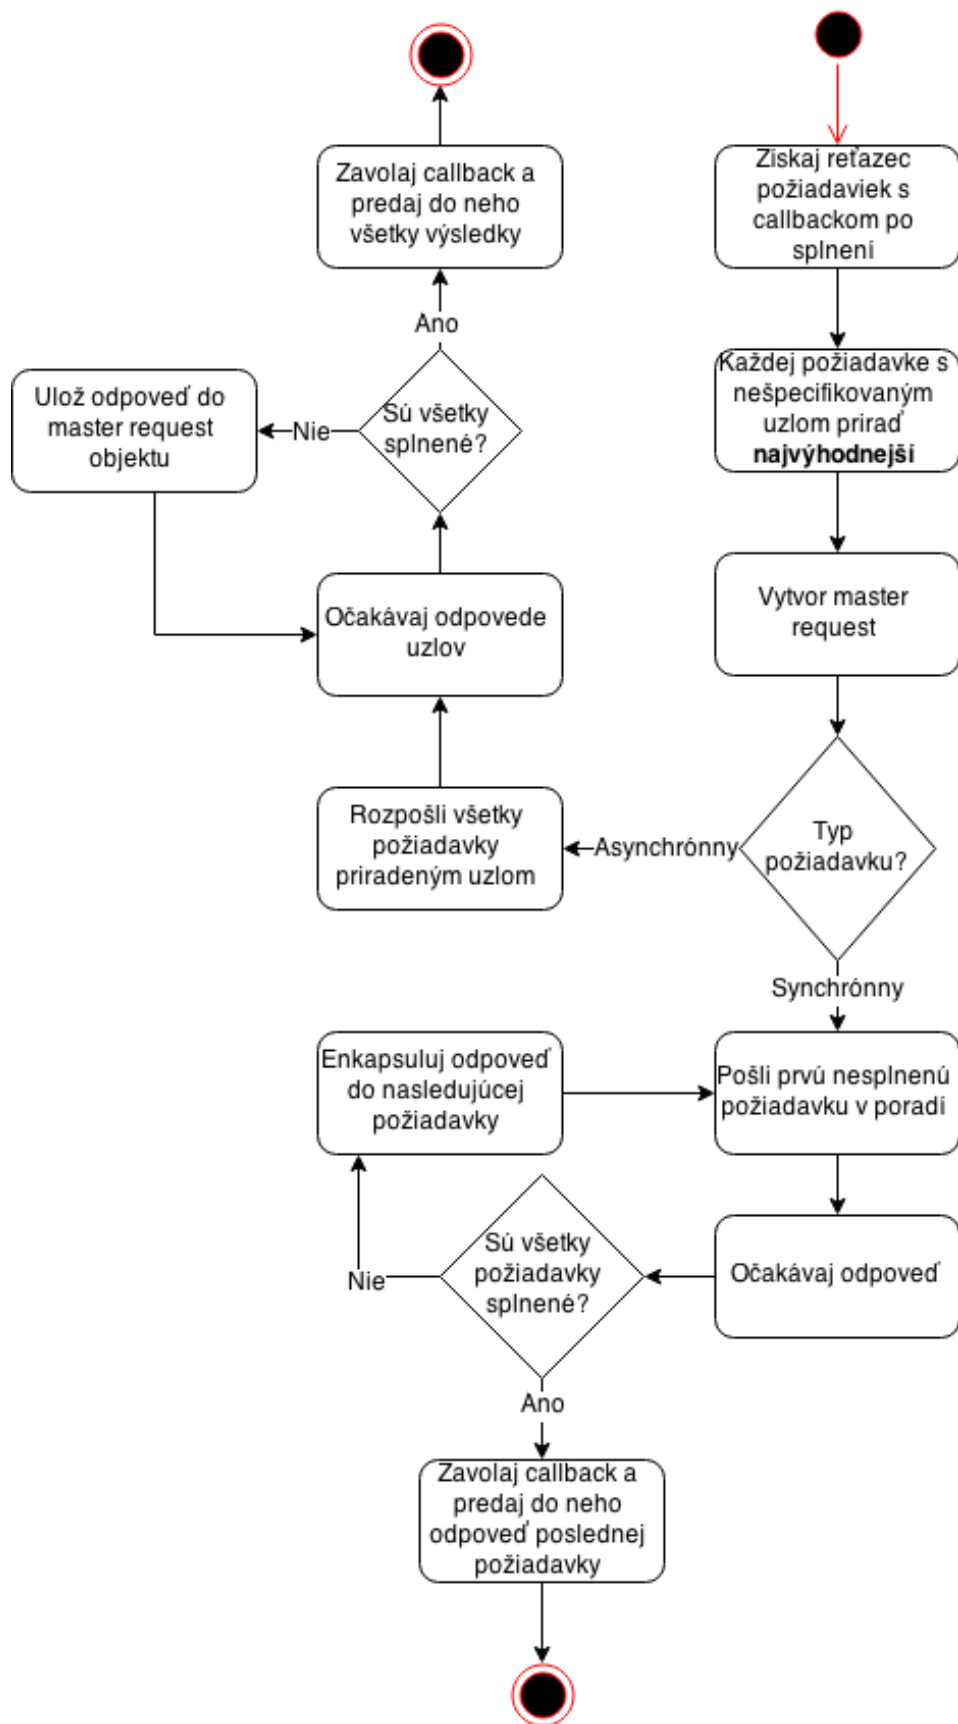 Získaj reťazec
požiadaviek s
callbackom po
splnení
Každej požiadavke s
nešpecifikovaným
uzlom priraď
najvýhodnejší
Vytvor master
request
Typ
požiadavku?
Asynchrónny
Rozpošli všetky
požiadavky
priradeným uzlom
Očakávaj odpovede
uzlov
Sú všetky
splnené?
Nie
Ulož odpoveď do
master request
objektu
Ano
Zavolaj callback a
predaj do neho
všetky výsledky
Synchrónny
Pošli prvú nesplnenú
požiadavku v poradí
Očakávaj odpoveď
Sú všetky
požiadavky
splnené?
Nie
Enkapsuluj odpoveď
do nasledujúcej
požiadavky
Ano
Zavolaj callback a
predaj do neho
odpoveď poslednej
požiadavky